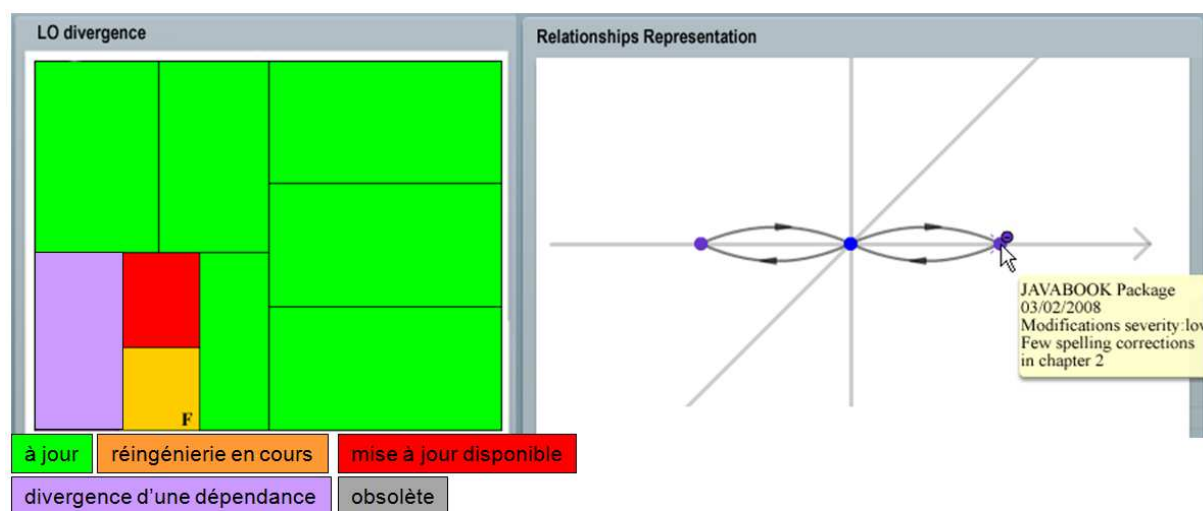 LO divergence
Relationships Representation
F
JAVABOOK Package
03/02/2008
Modifications severity:low
Few spelling corrections
in chapter 2
à jour
réingénierie en cours
mise à jour disponible
divergence d'une dépendance
obsolète